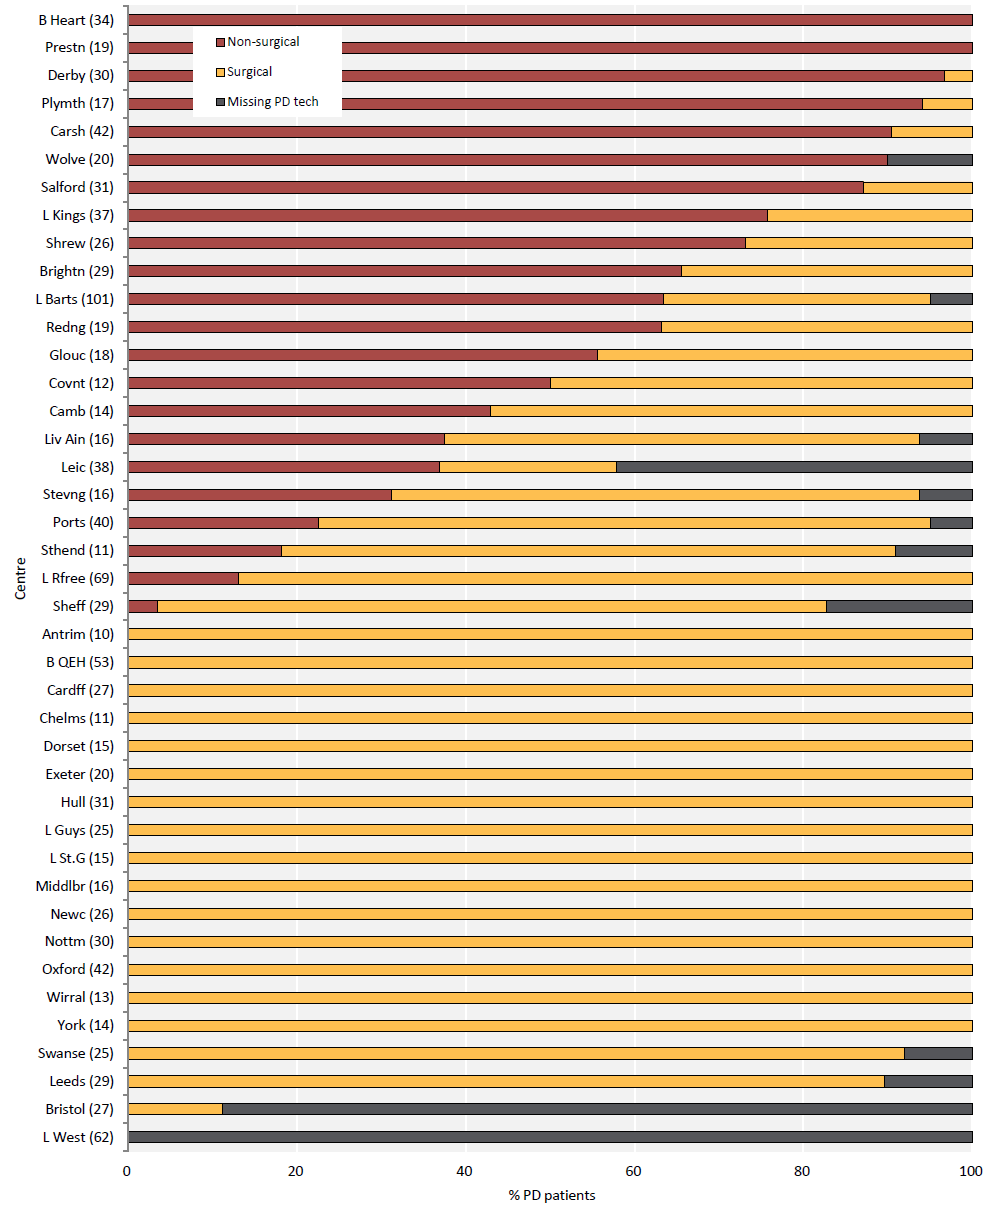 B Heart (34)
Prestn (19)
Derby (30)
Plymth (17)
Carsh (42)
Wolve (20)
Salford (31)
L Kings (37)
Shrew (26)
Brightn (29)
L Barts (101)
Redng (19)
Glouc (18)
Covnt (12)
Camb (14)
Liv Ain (16)
Leic (38)
Stevng (16)
Ports (40)
Sthend (11)
L Rfree (69)
Sheff (29)
Antrim (10)
B QEH (53)
Cardff (27)
Chelms (11)
Dorset (15)
Exeter (20)
Hull (31)
L Guys (25)
L St.G (15)
Middlbr (16)
Newc (26)
Nottm (30)
Oxford (42)
Wirral (13)
York (14)
Swanse (25)
Leeds (29)
Bristol (27)
L West (62)
Centre
Non-surgical
Surgical
Missing PD tech
0 20 40 60 80 100
% PD patients